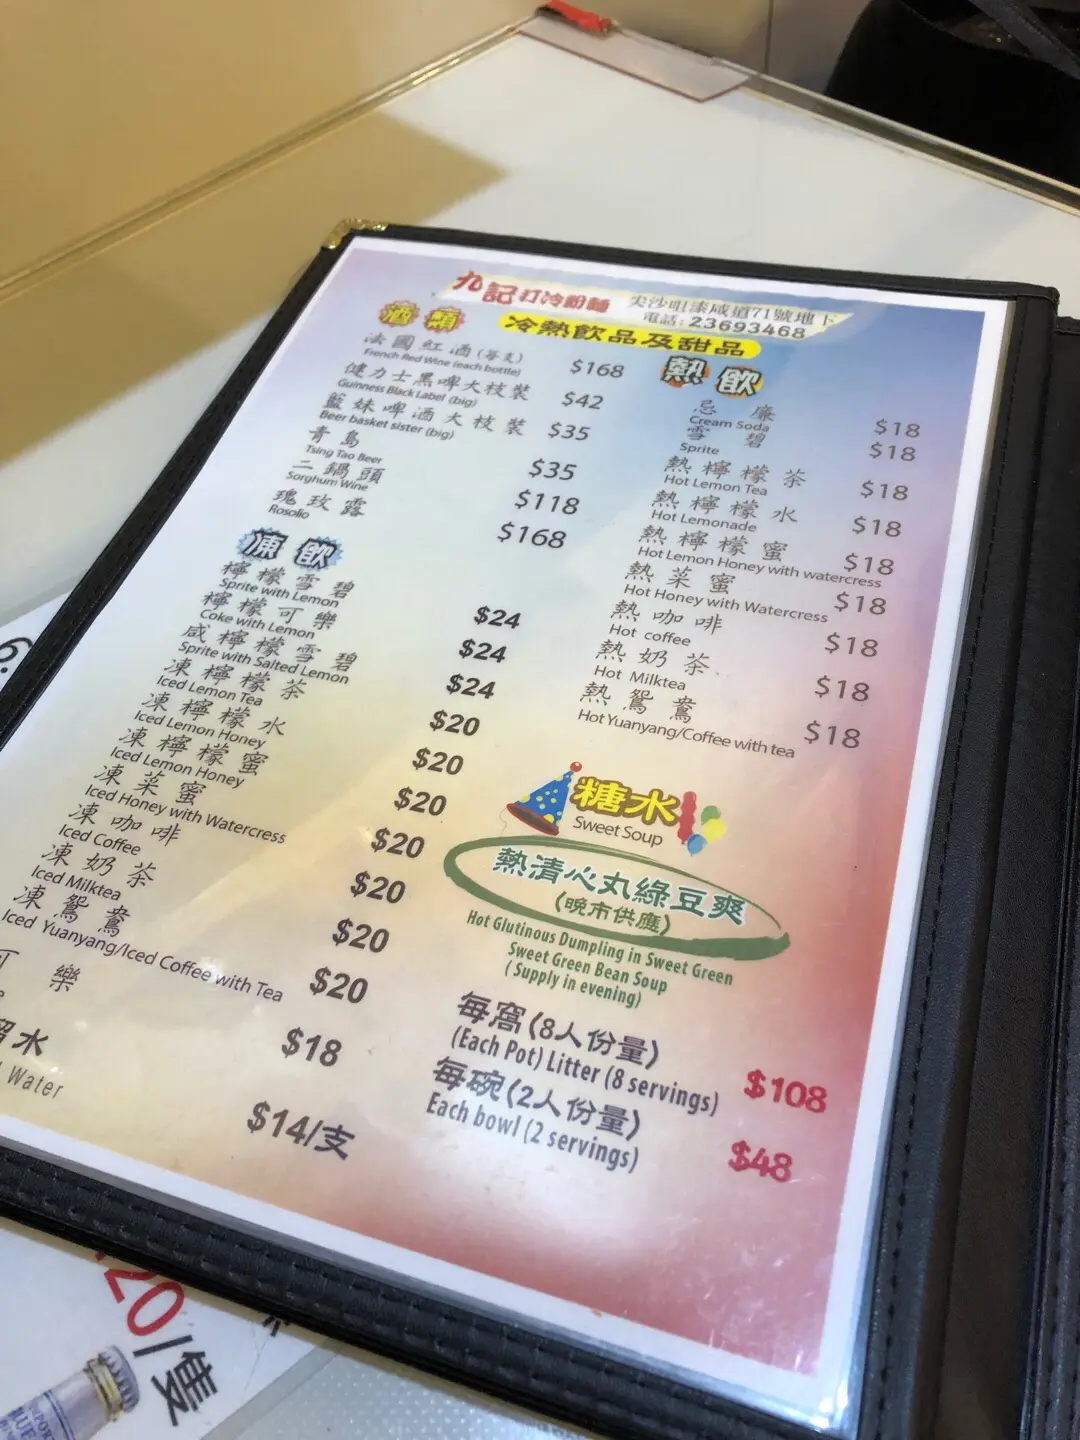 九記打冷粉麵
尖沙咀漆咸道71號地下
電話: 23693468
冷熱飲品及甜品
酒類
法國紅酒(每支) $168
French Red Wine (each bottle)
健力士黑啤大枝裝 $42
Guinness Black Label (big)
藍妹啤酒大枝裝 $35
Beer basket sister (big)
青島 $35
Tsing Tao Beer
二鍋頭 $118
Sorghum Wine
瑰玫露 $168
Rosolio
凍飲
檸檬雪碧 $24
Sprite with Lemon
檸檬可樂 $24
Coke with Lemon
咸檸檬雪碧 $24
Sprite with Salted Lemon
凍檸檬茶 $20
Iced Lemon Tea
凍檸檬水 $20
Iced Lemon Honey
凍檸檬蜜 $20
Iced Lemon Honey
凍菜蜜 $20
Iced Honey with Watercress
凍咖啡 $20
Iced Coffee
凍奶茶 $20
Iced Milktea
凍鴛鴦 $20
Iced Yuanyang/Iced Coffee with Tea
可樂 $18
水 $14/支
Water
熱飲
忌廉 $18
Cream Soda
雪碧 $18
Sprite
熱檸檬茶 $18
Hot Lemon Tea
熱檸檬水 $18
Hot Lemonade
熱檸檬蜜 $18
Hot Lemon Honey with watercress
熱菜蜜 $18
Hot Honey with Watercress
熱咖啡 $18
Hot coffee
熱奶茶 $18
Hot Milktea
熱鴛鴦 $18
Hot Yuanyang/Coffee with tea
糖水
Sweet Soup
熱清心丸綠豆爽
(晚市供應)
Hot Glutinous Dumpling in Sweet Green
Sweet Green Bean Soup
( Supply in evening)
每窩(8人份量)
(Each Pot) Litter (8 servings) $108
每碗(2人份量)
Each bowl (2 servings) $48
20/隻